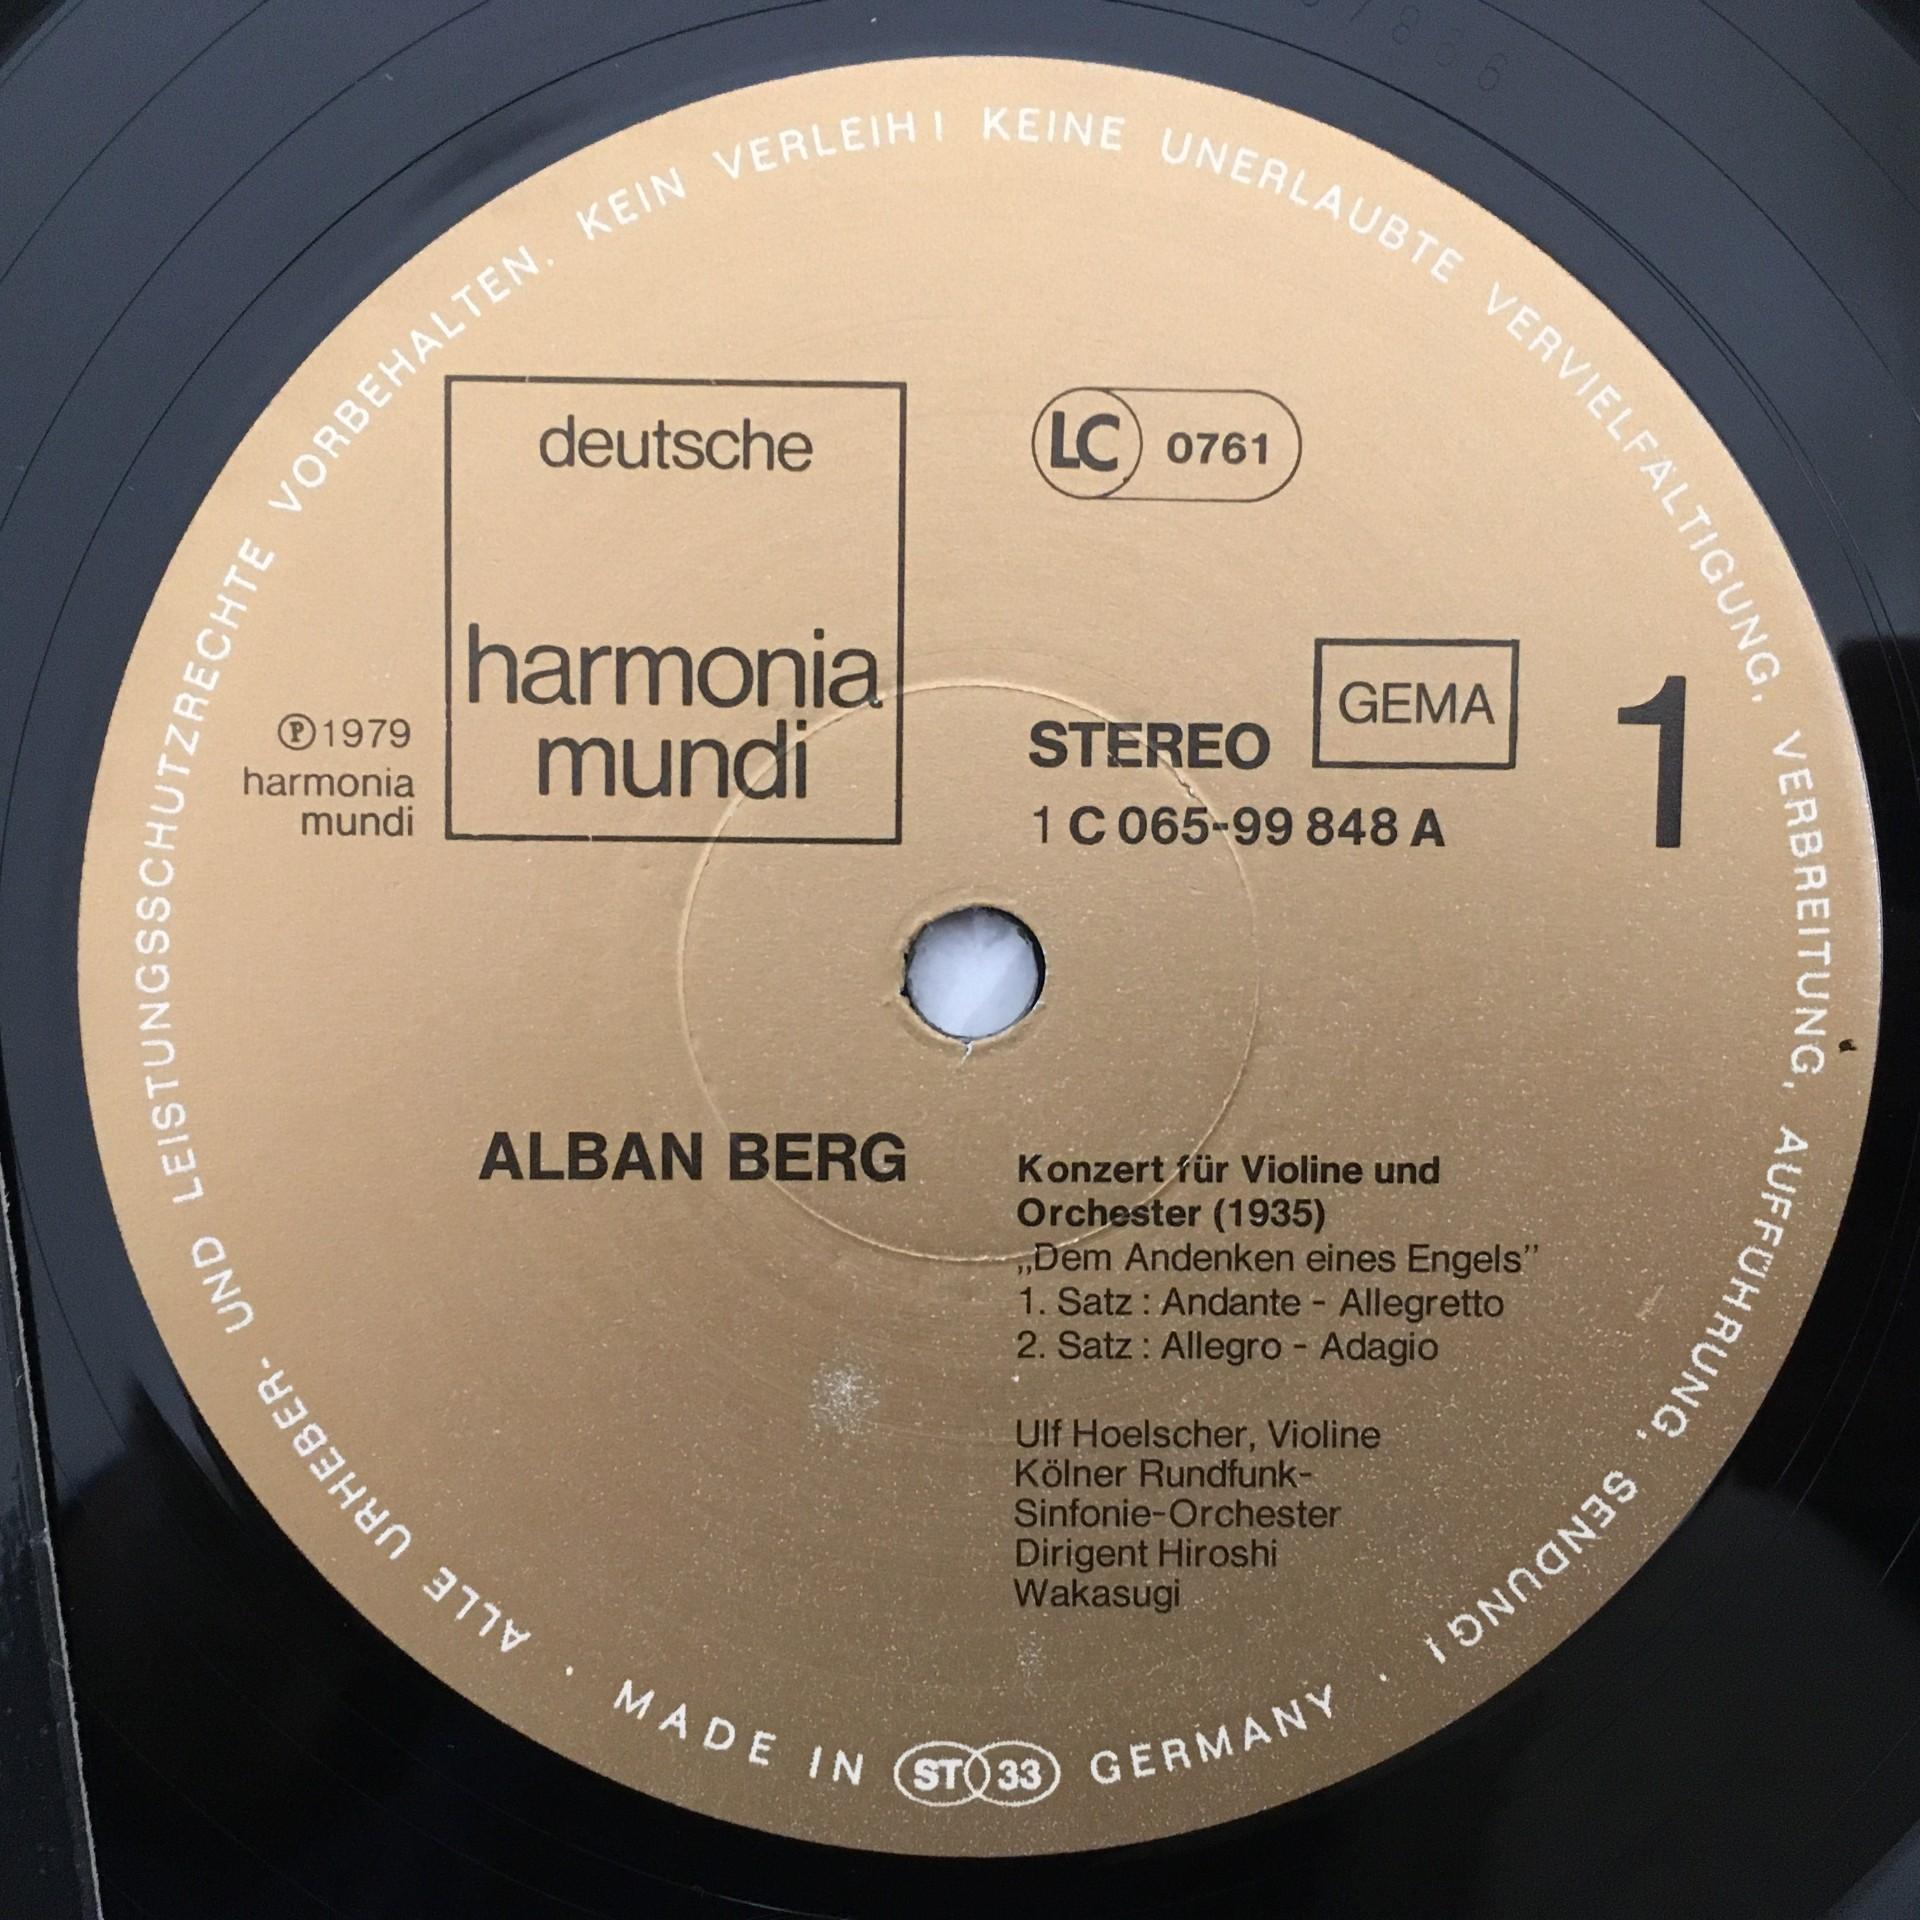 ALLE URHEBER- UND LEISTUNGSSCHUTZRECHTE VORBEHALTEN. KEIN VERLEIH! KEINE UNERLAUBTE VERVIELFÄLTIGUNG, VERBREITUNG, AUFFÜHRUNG, SENDUNG!
deutsche
harmonia
mundi
LC 0761
℗1979
harmonia
mundi
GEMA
STEREO
1 C 065-99 848 A
1
ALBAN BERG
Konzert für Violine und
Orchester (1935)
„Dem Andenken eines Engels”
1. Satz : Andante - Allegretto
2. Satz : Allegro - Adagio
Ulf Hoelscher, Violine
Kölner Rundfunk-
Sinfonie-Orchester
Dirigent Hiroshi
Wakasugi
· MADE IN ST 33 GERMANY ·